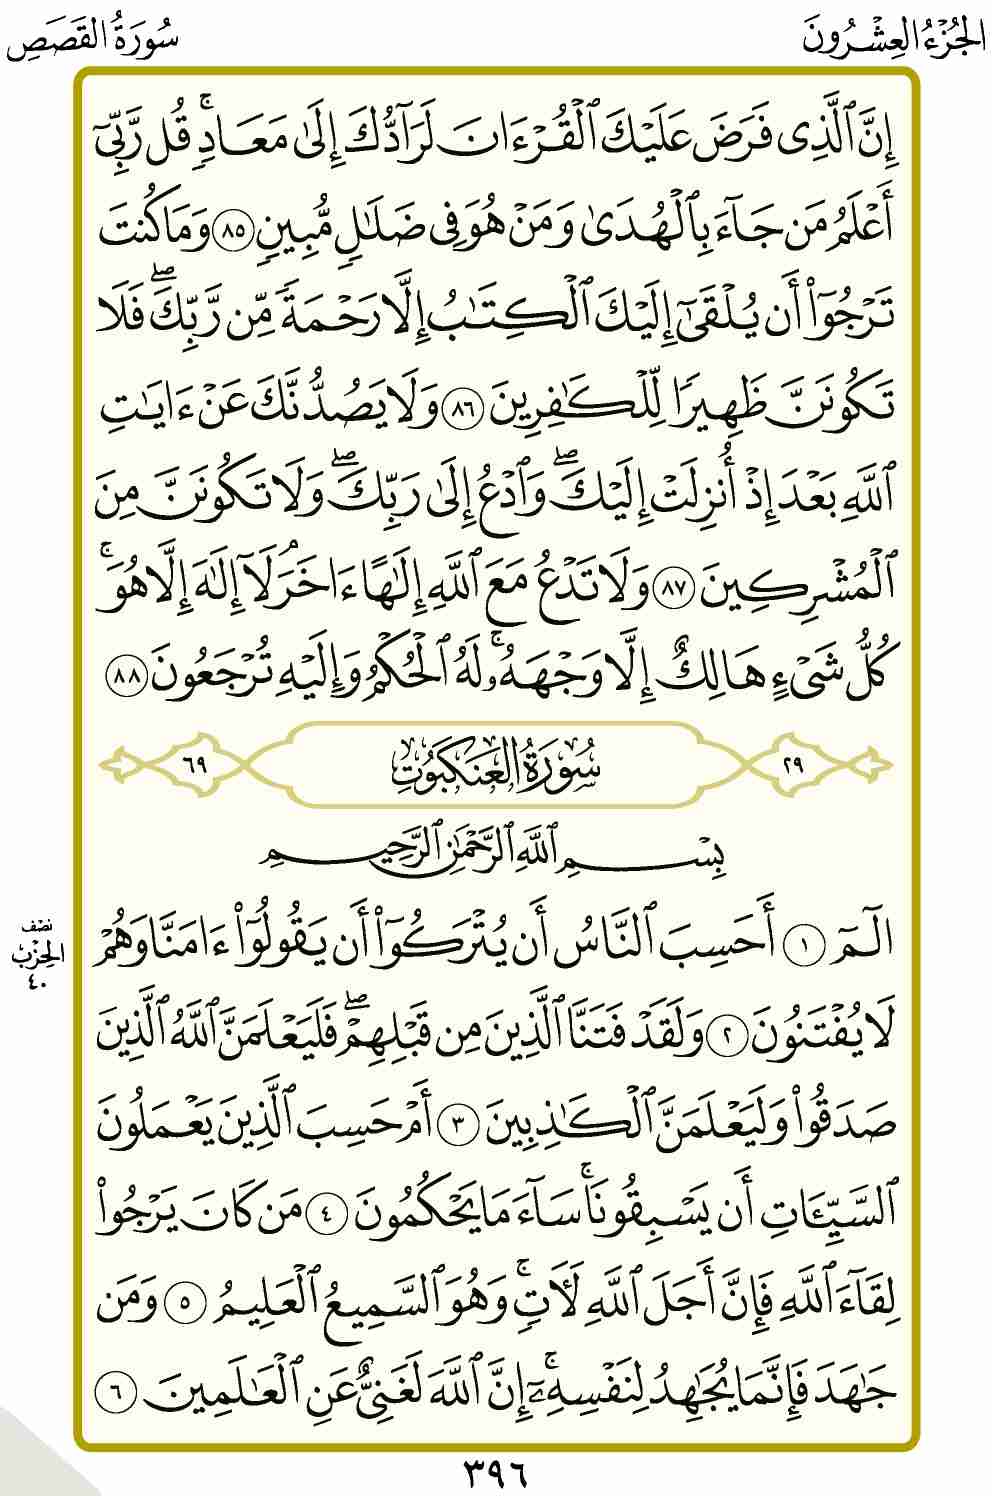 الجُزْءُ العِشْرُونَ
سُورَةُ القَصَصِ
إِنَّ ٱلَّذِى فَرَضَ عَلَيْكَ ٱلْقُرْءَانَ لَرَآدُّكَ إِلَىٰ مَعَادٍۚ قُل رَّبِّىٓ
أَعْلَمُ مَن جَآءَ بِٱلْهُدَىٰ وَمَنْ هُوَ فِى ضَلَٰلٍ مُّبِينٍ ٨٥ وَمَا كُنتَ
تَرْجُوٓا۟ أَن يُلْقَىٰٓ إِلَيْكَ ٱلْكِتَٰبُ إِلَّا رَحْمَةً مِّن رَّبِّكَۖ فَلَا
تَكُونَنَّ ظَهِيرًا لِّلْكَٰفِرِينَ ٨٦ وَلَا يَصُدُّنَّكَ عَنْ ءَايَٰتِ
ٱللَّهِ بَعْدَ إِذْ أُنزِلَتْ إِلَيْكَۖ وَٱدْعُ إِلَىٰ رَبِّكَۖ وَلَا تَكُونَنَّ مِنَ
ٱلْمُشْرِكِينَ ٨٧ وَلَا تَدْعُ مَعَ ٱللَّهِ إِلَٰهًا ءَاخَرَۘ لَآ إِلَٰهَ إِلَّا هُوَۚ
كُلُّ شَىْءٍ هَالِكٌ إِلَّا وَجْهَهُۥۚ لَهُ ٱلْحُكْمُ وَإِلَيْهِ تُرْجَعُونَ ٨٨
٢٩ سُورَةُ العَنكَبُوتِ ٦٩
بِسْمِ ٱللَّهِ ٱلرَّحْمَٰنِ ٱلرَّحِيمِ
الٓمٓ ١ أَحَسِبَ ٱلنَّاسُ أَن يُتْرَكُوٓا۟ أَن يَقُولُوٓا۟ ءَامَنَّا وَهُمْ
لَا يُفْتَنُونَ ٢ وَلَقَدْ فَتَنَّا ٱلَّذِينَ مِن قَبْلِهِمْۖ فَلَيَعْلَمَنَّ ٱللَّهُ ٱلَّذِينَ
صَدَقُوا۟ وَلَيَعْلَمَنَّ ٱلْكَٰذِبِينَ ٣ أَمْ حَسِبَ ٱلَّذِينَ يَعْمَلُونَ
ٱلسَّيِّـَٔاتِ أَن يَسْبِقُونَاۚ سَآءَ مَا يَحْكُمُونَ ٤ مَن كَانَ يَرْجُوا۟
لِقَآءَ ٱللَّهِ فَإِنَّ أَجَلَ ٱللَّهِ لَـَٔاتٍۚ وَهُوَ ٱلسَّمِيعُ ٱلْعَلِيمُ ٥ وَمَن
جَٰهَدَ فَإِنَّمَا يُجَٰهِدُ لِنَفْسِهِۦٓۚ إِنَّ ٱللَّهَ لَغَنِىٌّ عَنِ ٱلْعَٰلَمِينَ ٦
نصْف
الحِزْب
٤٠
٣٩٦